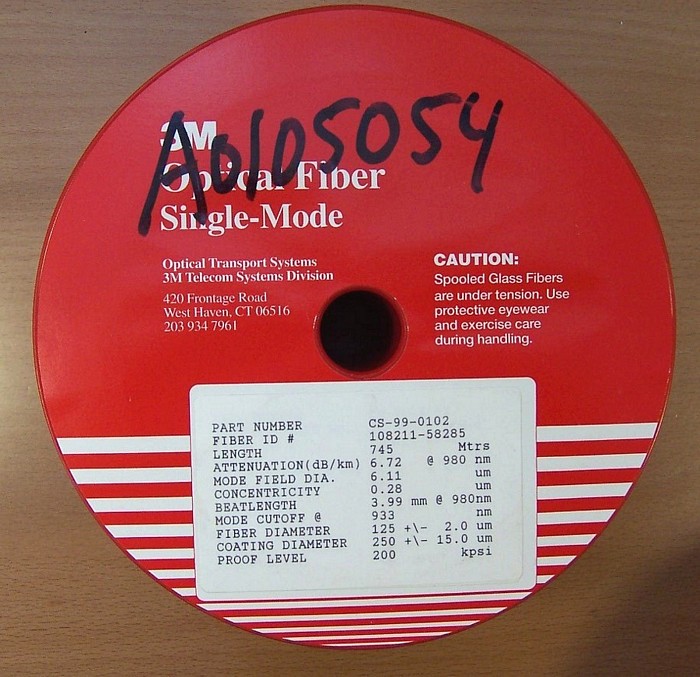 A0105054
3M
Optical Fiber
Single-Mode
Optical Transport Systems
3M Telecom Systems Division
420 Frontage Road
West Haven, CT 06516
203 934 7961
CAUTION:
Spooled Glass Fibers
are under tension. Use
protective eyewear
and exercise care
during handling.
PART NUMBER CS-99-0102
FIBER ID # 108211-58285
LENGTH 745 Mtrs
ATTENUATION(dB/km) 6.72 @ 980 nm
MODE FIELD DIA. 6.11 um
CONCENTRICITY 0.28 um
BEATLENGTH 3.99 mm @ 980nm
MODE CUTOFF @ 933 nm
FIBER DIAMETER 125 +\- 2.0 um
COATING DIAMETER 250 +\- 15.0 um
PROOF LEVEL 200 kpsi